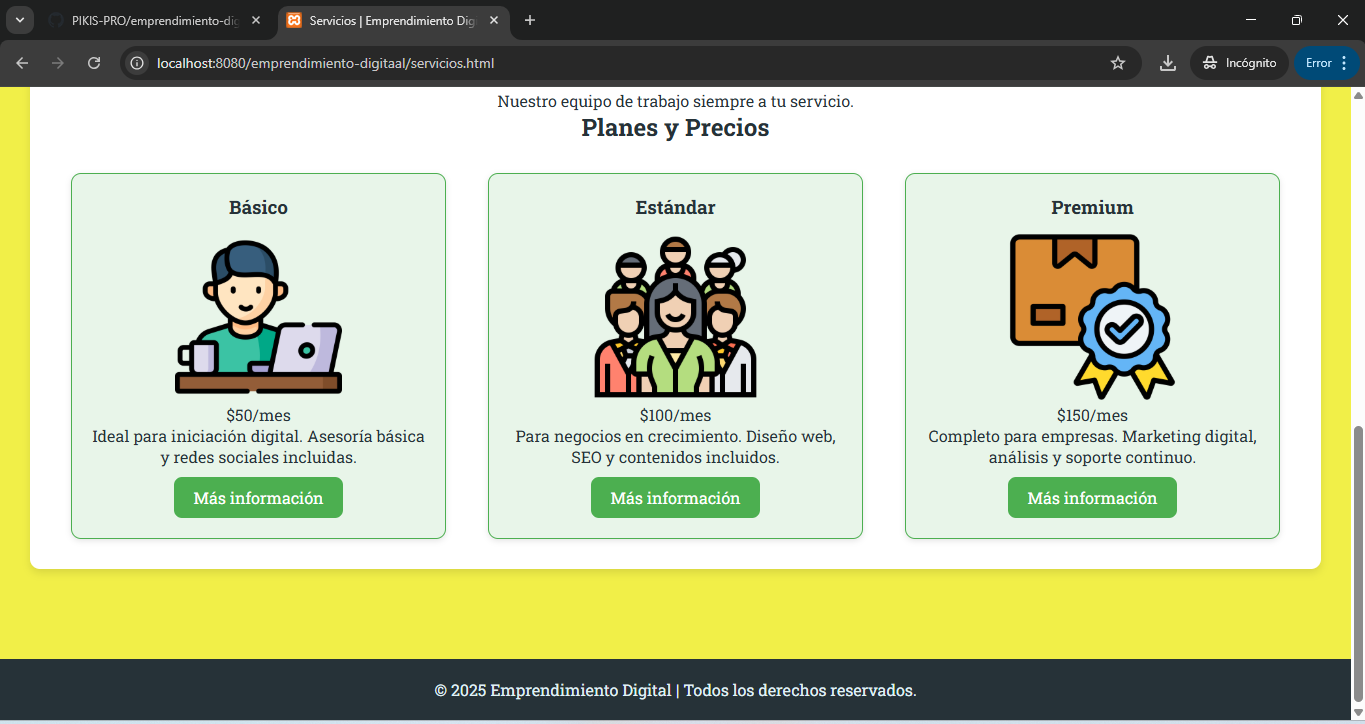 PIKIS-PRO/emprendimiento-dig
Servicios | Emprendimiento Digi
localhost:8080/emprendimiento-digitaal/servicios.html
Incógnito
Error
Nuestro equipo de trabajo siempre a tu servicio.
Planes y Precios
Básico
$50/mes
Ideal para iniciación digital. Asesoría básica
y redes sociales incluidas.
Más información
Estándar
$100/mes
Para negocios en crecimiento. Diseño web,
SEO y contenidos incluidos.
Más información
Premium
$150/mes
Completo para empresas. Marketing digital,
análisis y soporte continuo.
Más información
© 2025 Emprendimiento Digital | Todos los derechos reservados.